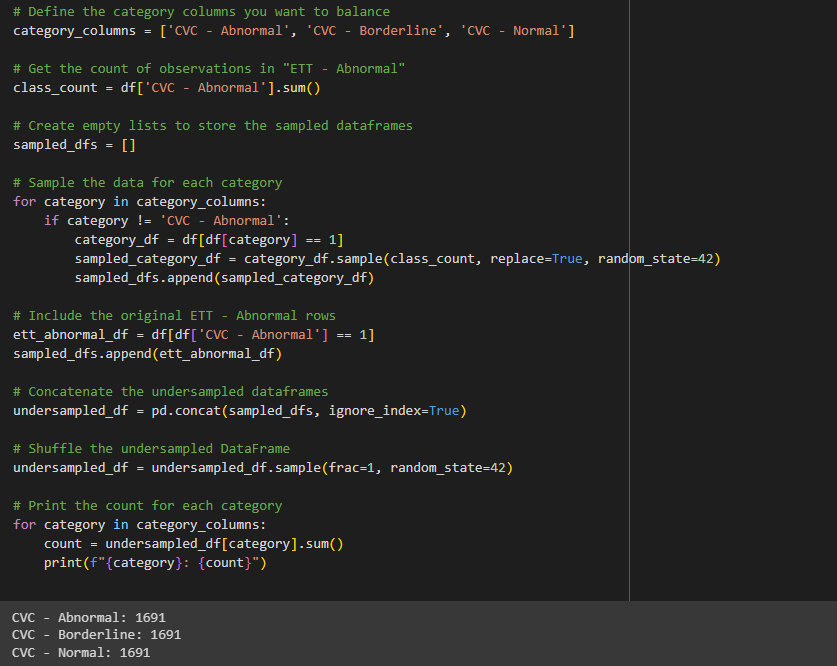 # Define the category columns you want to balance
category_columns = ['CVC - Abnormal', 'CVC - Borderline', 'CVC - Normal']
# Get the count of observations in "ETT - Abnormal"
class_count = df['CVC - Abnormal'].sum()
# Create empty lists to store the sampled dataframes
sampled_dfs = []
# Sample the data for each category
for category in category_columns:
    if category != 'CVC - Abnormal':
        category_df = df[df[category] == 1]
        sampled_category_df = category_df.sample(class_count, replace=True, random_state=42)
        sampled_dfs.append(sampled_category_df)
# Include the original ETT - Abnormal rows
ett_abnormal_df = df[df['CVC - Abnormal'] == 1]
sampled_dfs.append(ett_abnormal_df)
# Concatenate the undersampled dataframes
undersampled_df = pd.concat(sampled_dfs, ignore_index=True)
# Shuffle the undersampled DataFrame
undersampled_df = undersampled_df.sample(frac=1, random_state=42)
# Print the count for each category
for category in category_columns:
    count = undersampled_df[category].sum()
    print(f"{category}: {count}")
CVC - Abnormal: 1691
CVC - Borderline: 1691
CVC - Normal: 1691